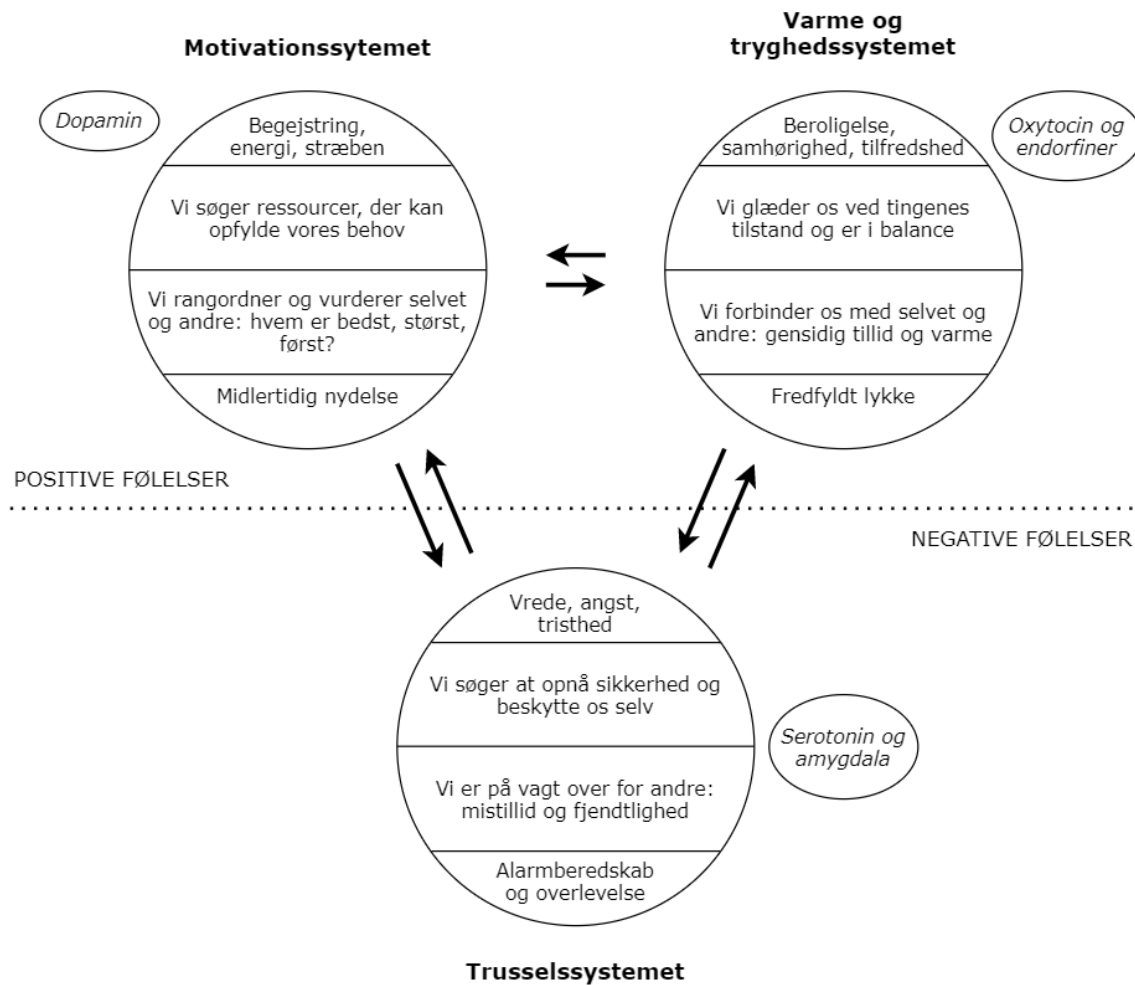 Motivationssytemet
Varme og
tryghedssystemet
Dopamin
Begejstring,
energi, stræben
Vi søger ressourcer, der kan
opfylde vores behov
Vi rangordner og vurderer selvet
og andre: hvem er bedst, størst,
først?
Midlertidig nydelse
Beroligelse,
samhørighed, tilfredshed
Oxytocin og
endorfiner
Vi glæder os ved tingenes
tilstand og er i balance
Vi forbinder os med selvet og
andre: gensidig tillid og varme
Fredfyldt lykke
POSITIVE FØLELSER
NEGATIVE FØLELSER
Vrede, angst,
tristhed
Vi søger at opnå sikkerhed og
beskytte os selv
Vi er på vagt over for andre:
mistillid og fjendtlighed
Alarmberedskab
og overlevelse
Serotonin og
amygdala
Trusselssystemet